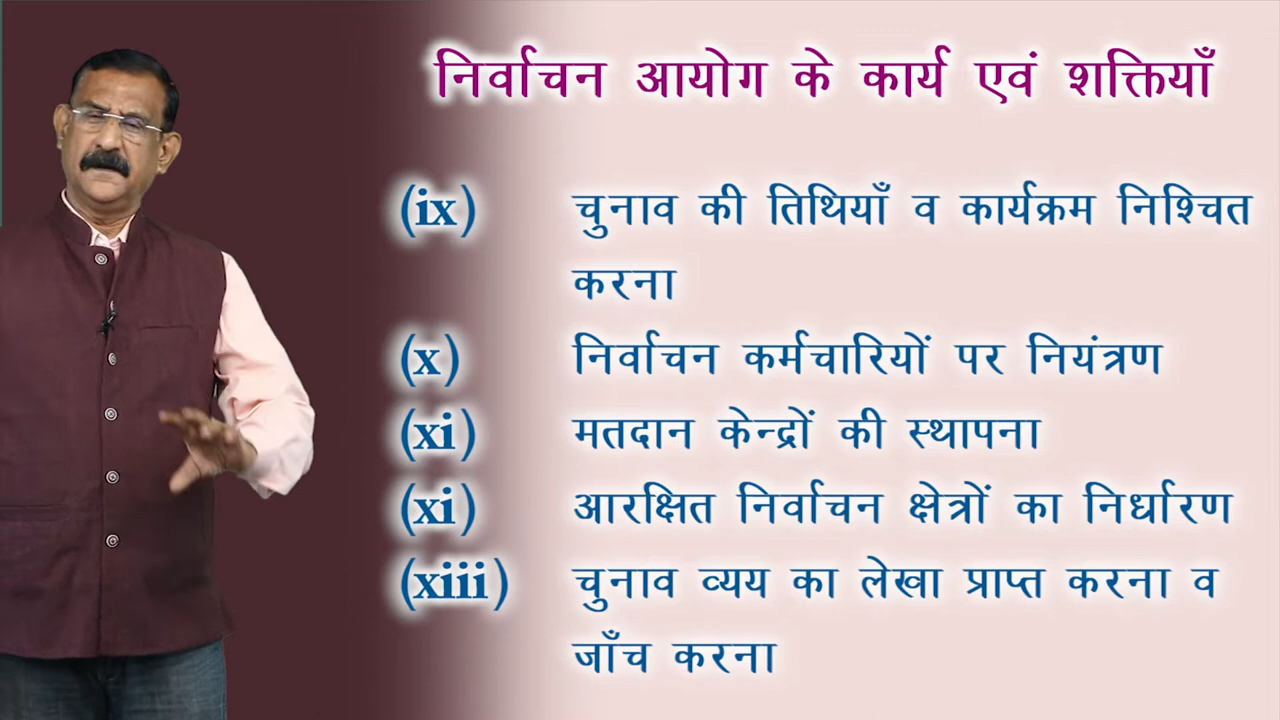 निर्वाचन आयोग के कार्य एवं शक्तियाँ
(ix) चुनाव की तिथियाँ व कार्यक्रम निश्चित
करना
(x) निर्वाचन कर्मचारियों पर नियंत्रण
(xi) मतदान केन्द्रों की स्थापना
(xi) आरक्षित निर्वाचन क्षेत्रों का निर्धारण
(xiii) चुनाव व्यय का लेखा प्राप्त करना व
जाँच करना